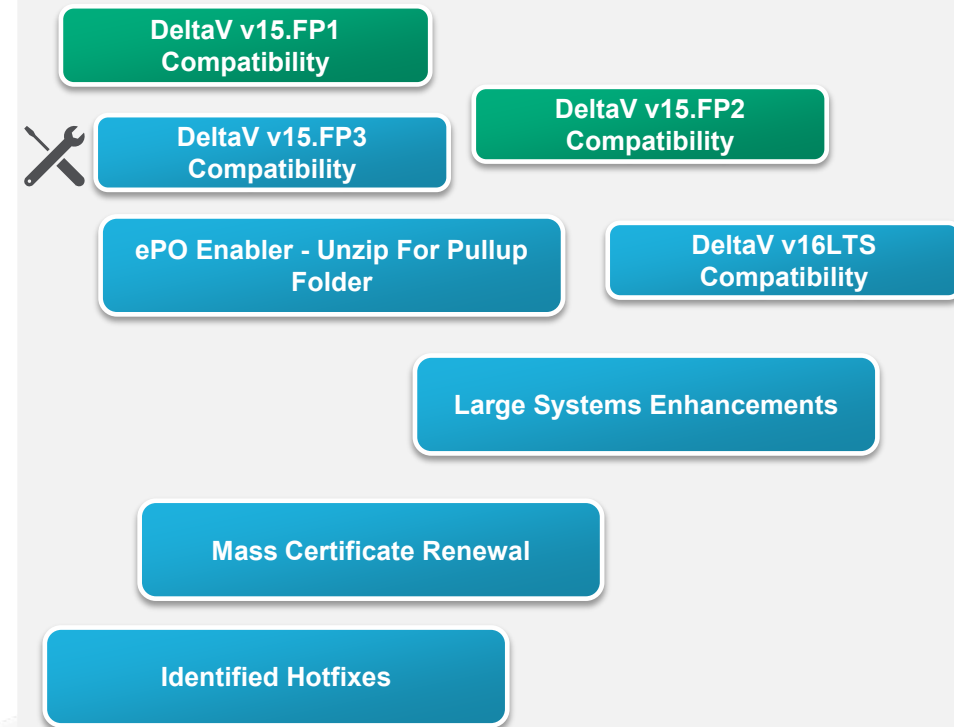 DeltaV v15.FP1
Compatibility
DeltaV v15.FP2
Compatibility
DeltaV v15.FP3
Compatibility
ePO Enabler - Unzip For Pullup
Folder
DeltaV v16LTS
Compatibility
Large Systems Enhancements
Mass Certificate Renewal
Identified Hotfixes